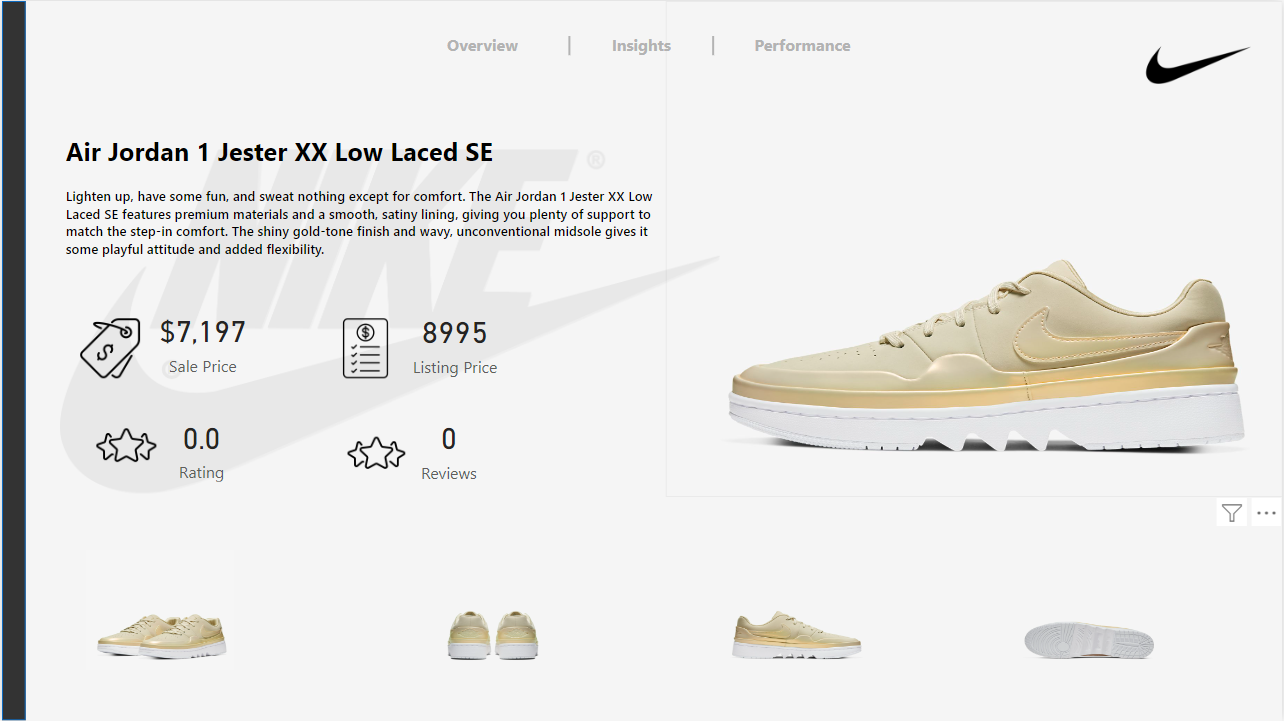 Overview | Insights | Performance
Air Jordan 1 Jester XX Low Laced SE
NIKE ®
Lighten up, have some fun, and sweat nothing except for comfort. The Air Jordan 1 Jester XX Low
Laced SE features premium materials and a smooth, satiny lining, giving you plenty of support to
match the step-in comfort. The shiny gold-tone finish and wavy, unconventional midsole gives it
some playful attitude and added flexibility.
$7,197
8995
Sale Price
Listing Price
0.0
0
Rating
Reviews